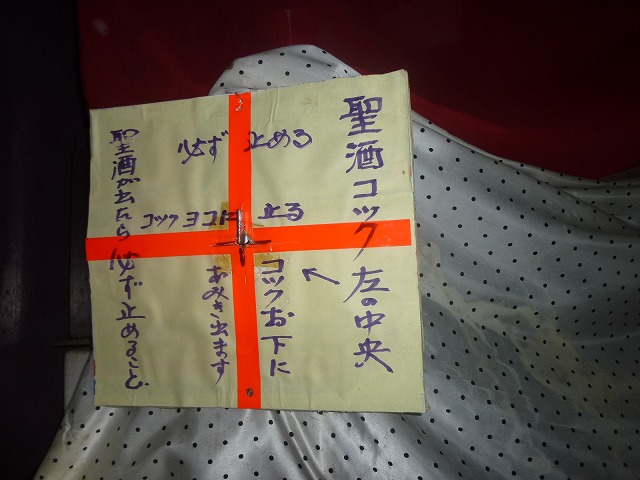 聖酒コック左の中央
必ず止める
コックヨコに止る
コックお下に
おみき出ます
聖酒が出たら必ず止めること